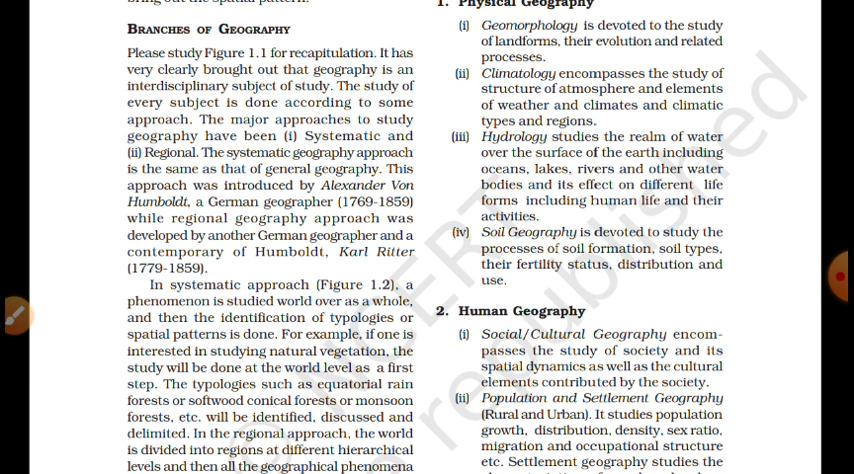 bring out the spatial pattern.
BRANCHES OF GEOGRAPHY
Please study Figure 1.1 for recapitulation. It has
very clearly brought out that geography is an
interdisciplinary subject of study. The study of
every subject is done according to some
approach. The major approaches to study
geography have been (i) Systematic and
(ii) Regional. The systematic geography approach
is the same as that of general geography. This
approach was introduced by Alexander Von
Humboldt, a German geographer (1769-1859)
while regional geography approach was
developed by another German geographer and a
contemporary of Humboldt, Karl Ritter
(1779-1859).
In systematic approach (Figure 1.2), a
phenomenon is studied world over as a whole,
and then the identification of typologies or
spatial patterns is done. For example, if one is
interested in studying natural vegetation, the
study will be done at the world level as a first
step. The typologies such as equatorial rain
forests or softwood conical forests or monsoon
forests, etc. will be identified, discussed and
delimited. In the regional approach, the world
is divided into regions at different hierarchical
levels and then all the geographical phenomena
1. Physical Geography
(i) Geomorphology is devoted to the study
of landforms, their evolution and related
processes.
(ii) Climatology encompasses the study of
structure of atmosphere and elements
of weather and climates and climatic
types and regions.
(iii) Hydrology studies the realm of water
over the surface of the earth including
oceans, lakes, rivers and other water
bodies and its effect on different life
forms including human life and their
activities.
(iv) Soil Geography is devoted to study the
processes of soil formation, soil types,
their fertility status, distribution and
use.
2. Human Geography
(i) Social/Cultural Geography encom-
passes the study of society and its
spatial dynamics as well as the cultural
elements contributed by the society.
(ii) Population and Settlement Geography
(Rural and Urban). It studies population
growth, distribution, density, sex ratio,
migration and occupational structure
etc. Settlement geography studies the
© NCERT
republished